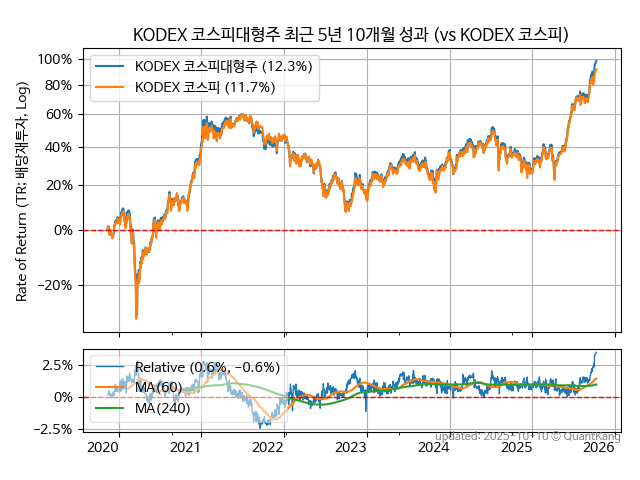 KODEX 코스피대형주 최근 5년 10개월 성과 (vs KODEX 코스피)
Rate of Return (TR: 배당재투자, Log)
100%
80%
60%
40%
20%
0%
−20%
KODEX 코스피대형주 (12.3%)
KODEX 코스피 (11.7%)
2.5%
0%
−2.5%
Relative (0.6%, −0.6%)
MA(60)
MA(240)
2020 2021 2022 2023 2024 2025 2026
updated: 2025-10-10 © QuantKang